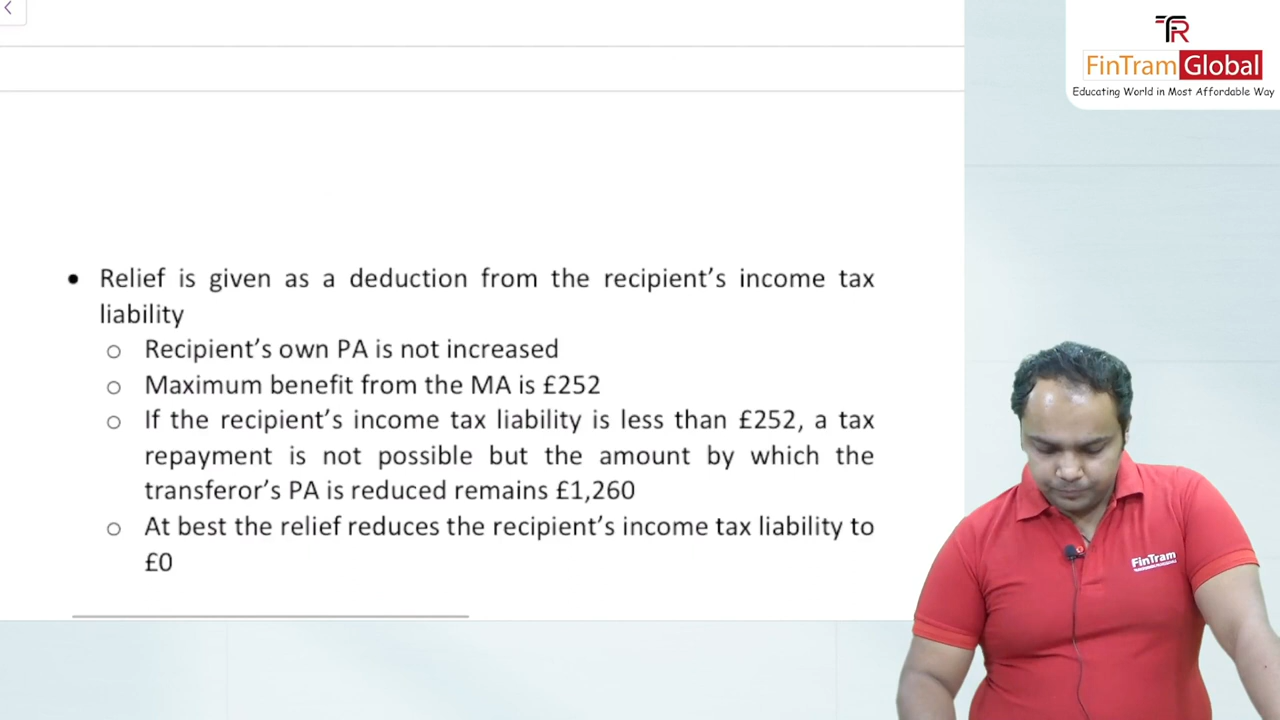 FinTram Global
Educating World in Most Affordable Way
• Relief is given as a deduction from the recipient’s income tax
liability
o Recipient’s own PA is not increased
o Maximum benefit from the MA is £252
o If the recipient’s income tax liability is less than £252, a tax
repayment is not possible but the amount by which the
transferor’s PA is reduced remains £1,260
o At best the relief reduces the recipient’s income tax liability to
£0
FinTram